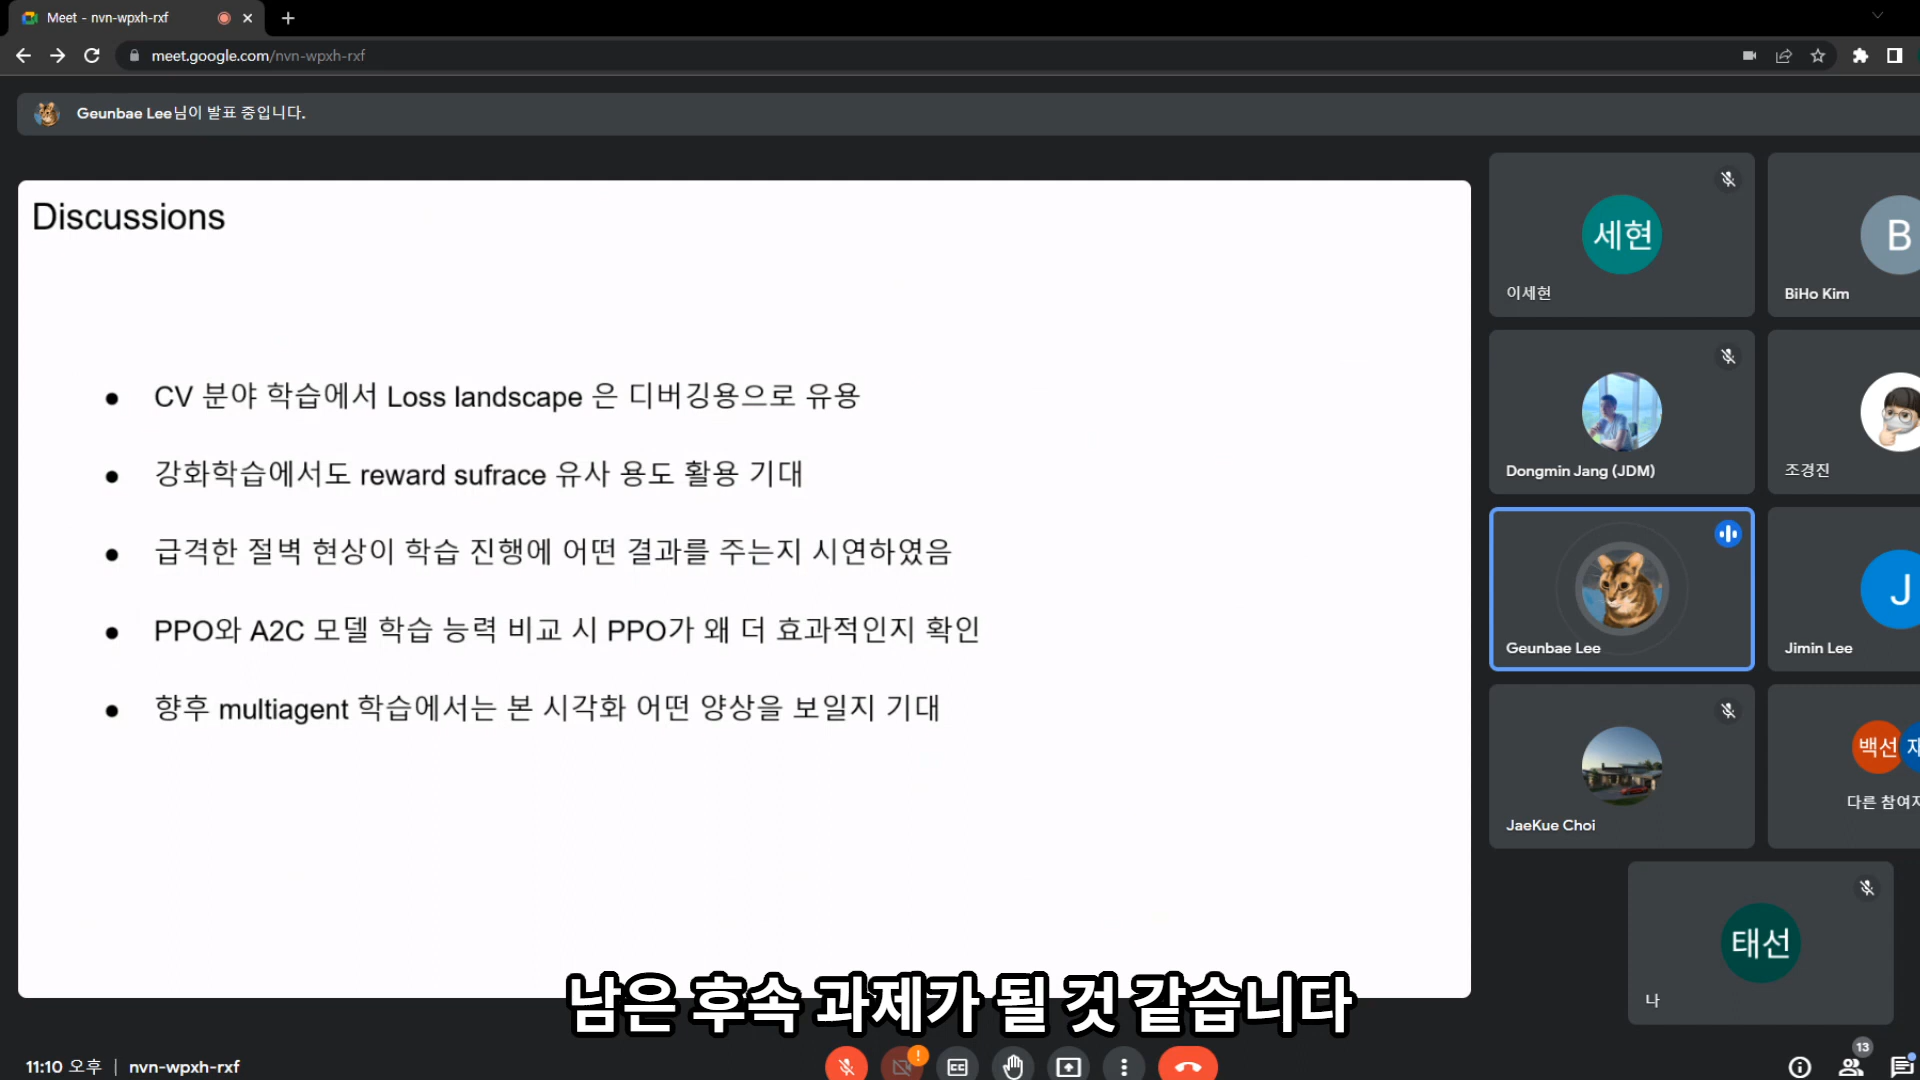 Meet - nvn-wpxh-rxf
meet.google.com/nvn-wpxh-rxf
Geunbae Lee님이 발표 중입니다.
Discussions
● CV 분야 학습에서 Loss landscape 은 디버깅용으로 유용
● 강화학습에서도 reward sufrace 유사 용도 활용 기대
● 급격한 절벽 현상이 학습 진행에 어떤 결과를 주는지 시연하였음
● PPO와 A2C 모델 학습 능력 비교 시 PPO가 왜 더 효과적인지 확인
● 향후 multiagent 학습에서는 본 시각화 어떤 양상을 보일지 기대
세현
이세현
B
BiHo Kim
Dongmin Jang (JDM)
조경진
Geunbae Lee
J
Jimin Lee
JaeKue Choi
백선
다른 참여자
태선
나
남은 후속 과제가 될 것 같습니다
11:10 오후 | nvn-wpxh-rxf
!
CC
13